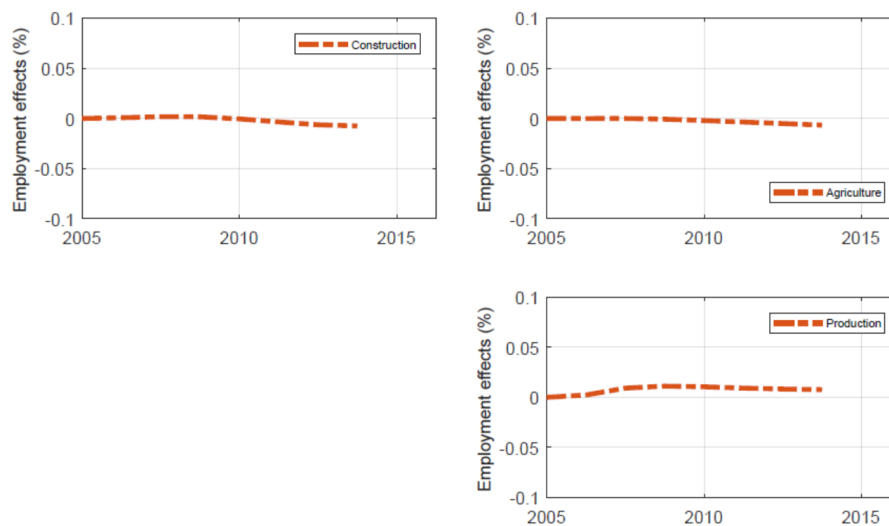 Employment effects (%)
0.1
0.05
0
-0.05
-0.1
2005 2010 2015
Construction
Employment effects (%)
0.1
0.05
0
-0.05
-0.1
2005 2010 2015
Agriculture
Employment effects (%)
0.1
0.05
0
-0.05
-0.1
2005 2010 2015
Production